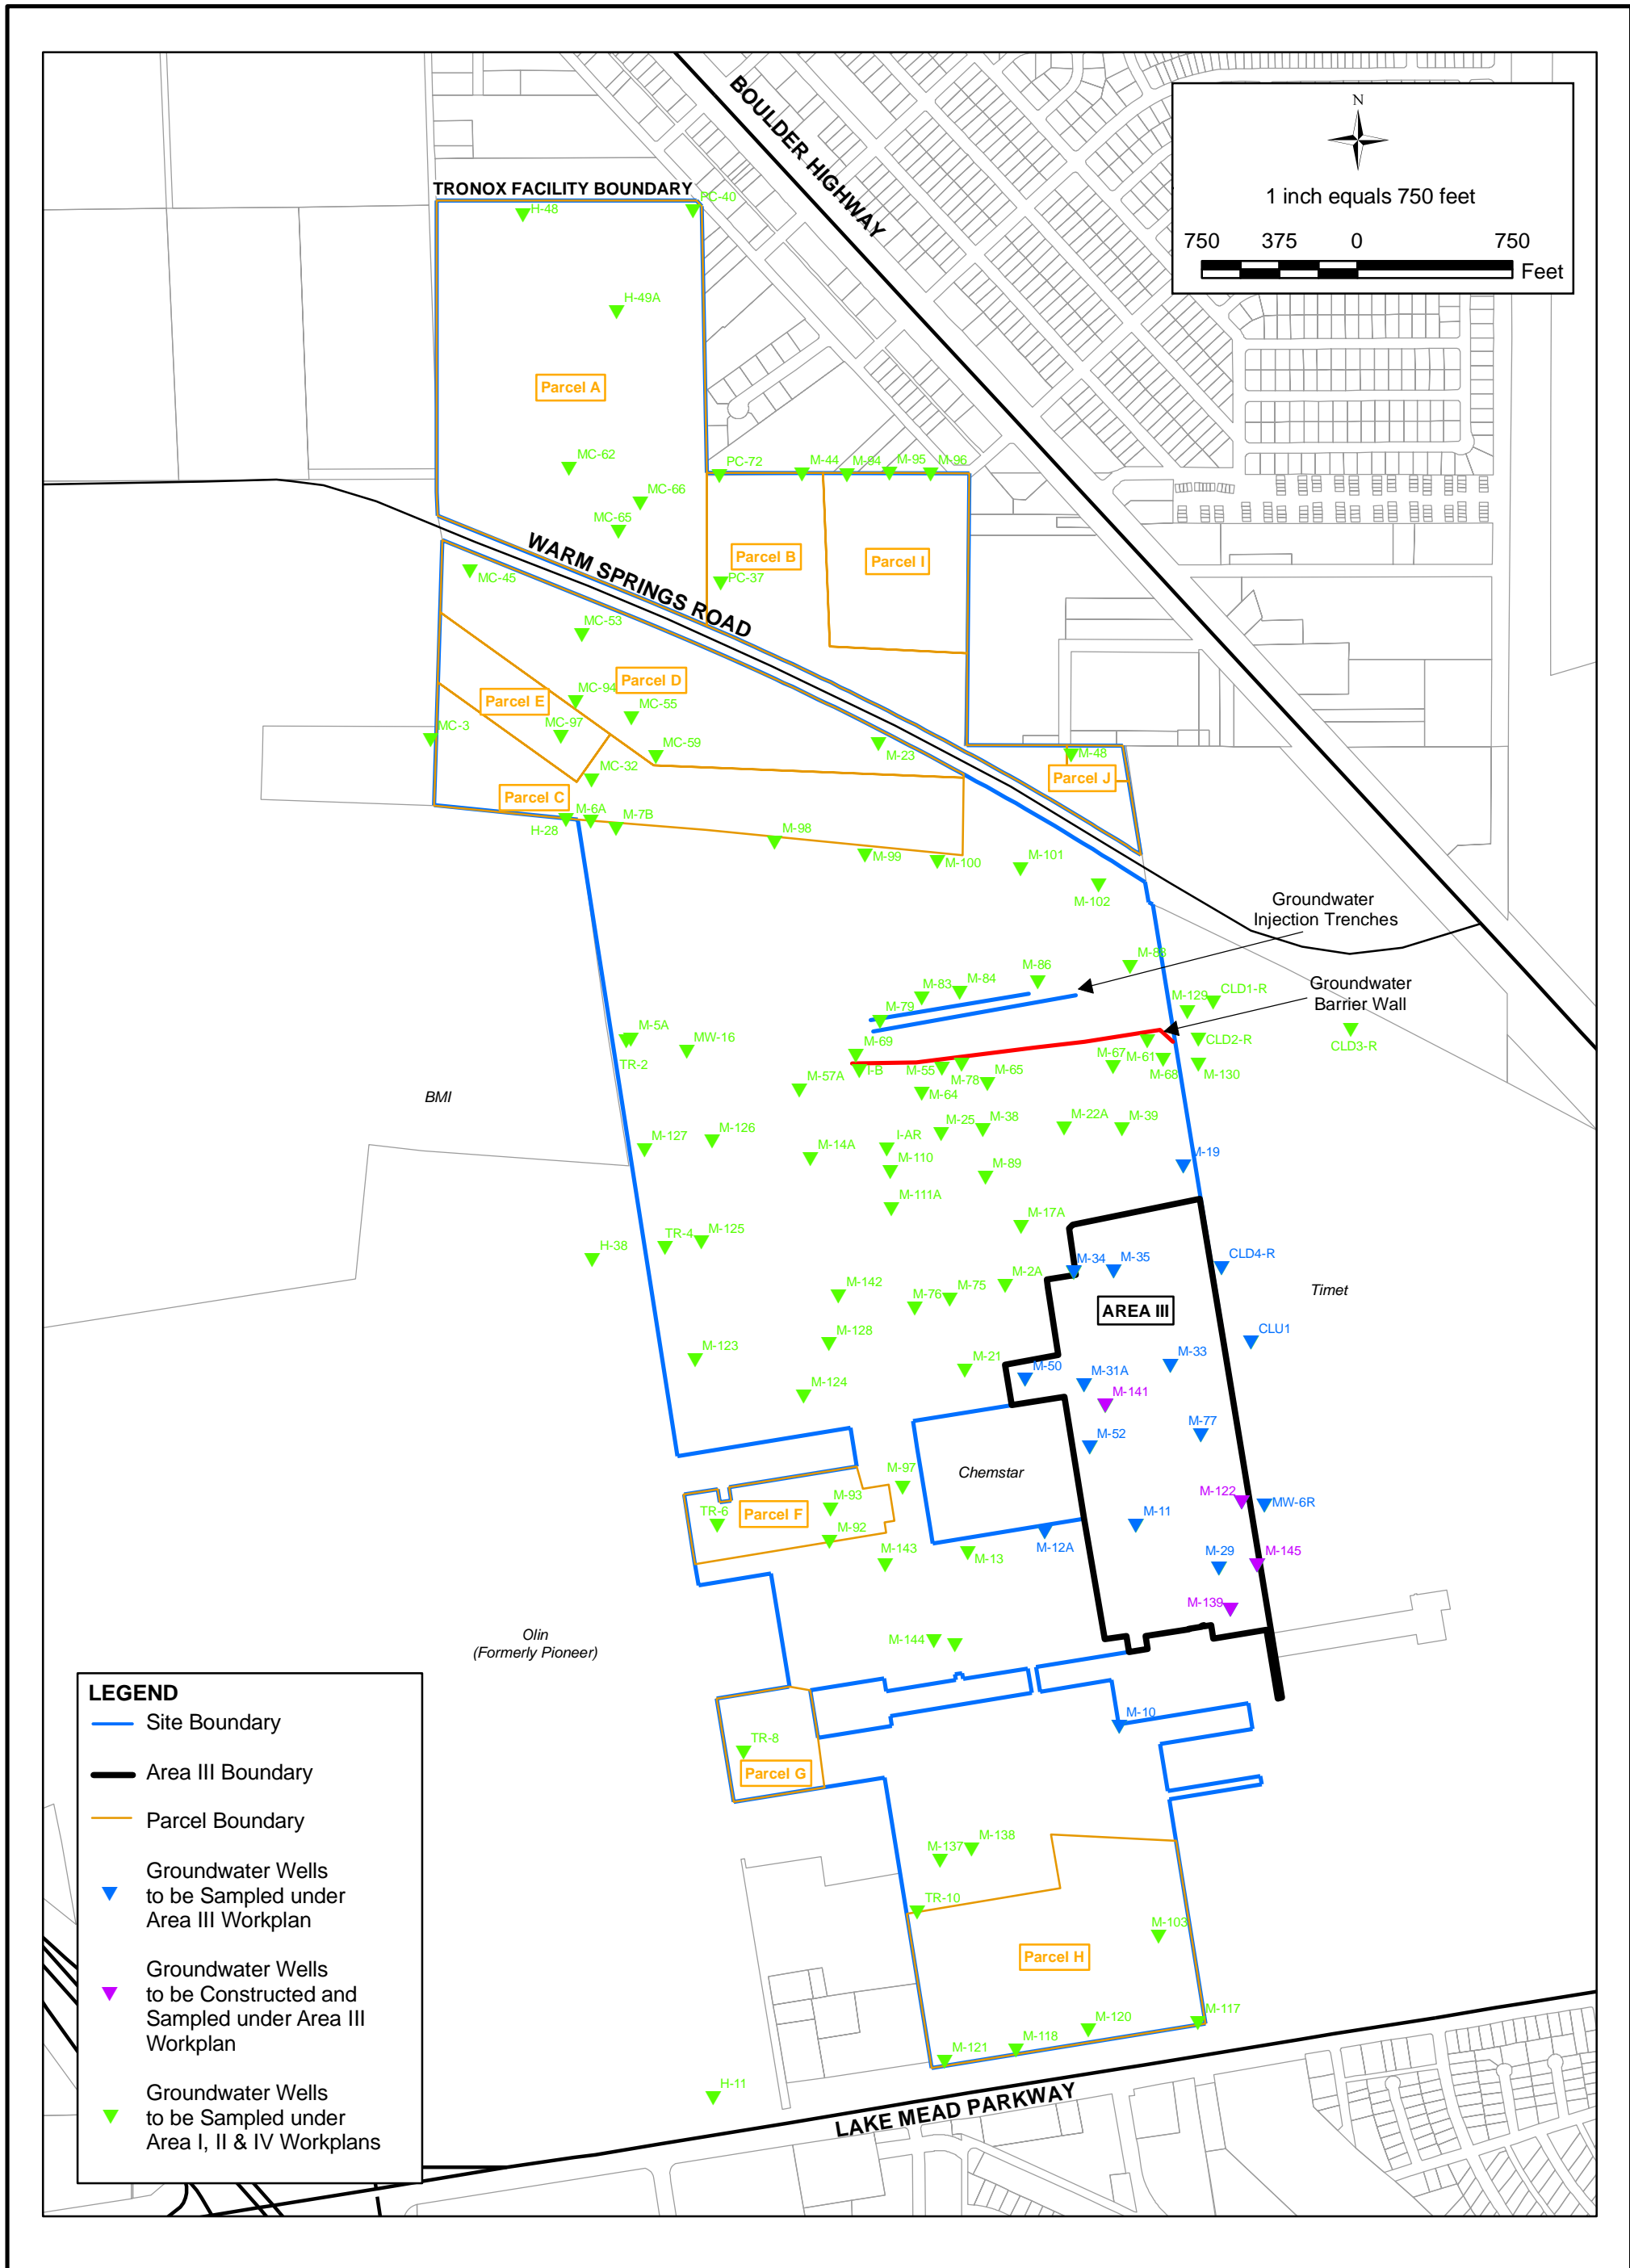 BOULDER HIGHWAY
N
1 inch equals 750 feet
750 375 0 750
Feet
TRONOX FACILITY BOUNDARY
PC-40
H-48
H-49A
Parcel A
MC-62
PC-72
M-44
M-94
M-95
M-96
MC-66
MC-65
WARM SPRINGS ROAD
Parcel B
Parcel I
PC-37
MC-45
MC-53
Parcel D
Parcel E
MC-94
MC-55
MC-97
MC-3
MC-59
M-23
M-48
MC-32
Parcel J
Parcel C
M-6A
M-7B
H-28
M-98
M-99
M-100
M-101
M-102
Groundwater
Injection Trenches
M-88
M-86
M-84
M-83
Groundwater
Barrier Wall
CLD1-R
M-129
M-79
M-5A
MW-16
TR-2
M-69
CLD2-R
CLD3-R
M-67
M-61
M-68
M-130
I-B
M-55
M-78
M-65
M-57A
M-64
BMI
M-25
M-38
M-22A
M-39
M-127
M-126
M-14A
I-AR
M-110
M-89
M-19
M-111A
M-17A
TR-4
M-125
H-38
M-34
M-35
CLD4-R
M-2A
M-142
M-76
M-75
Timet
AREA III
M-128
CLU1
M-123
M-21
M-50
M-31A
M-33
M-124
M-141
M-77
M-52
Chemstar
M-97
M-93
Parcel F
TR-6
M-92
M-122
MW-6R
M-11
M-12A
M-143
M-13
M-29
M-145
M-139
Olin
(Formerly Pioneer)
M-144
M-10
TR-8
Parcel G
M-138
M-137
TR-10
M-103
Parcel H
M-117
M-120
M-118
M-121
H-11
LAKE MEAD PARKWAY
LEGEND
Site Boundary
Area III Boundary
Parcel Boundary
Groundwater Wells
to be Sampled under
Area III Workplan
Groundwater Wells
to be Constructed and
Sampled under Area III
Workplan
Groundwater Wells
to be Sampled under
Area I, II & IV Workplans